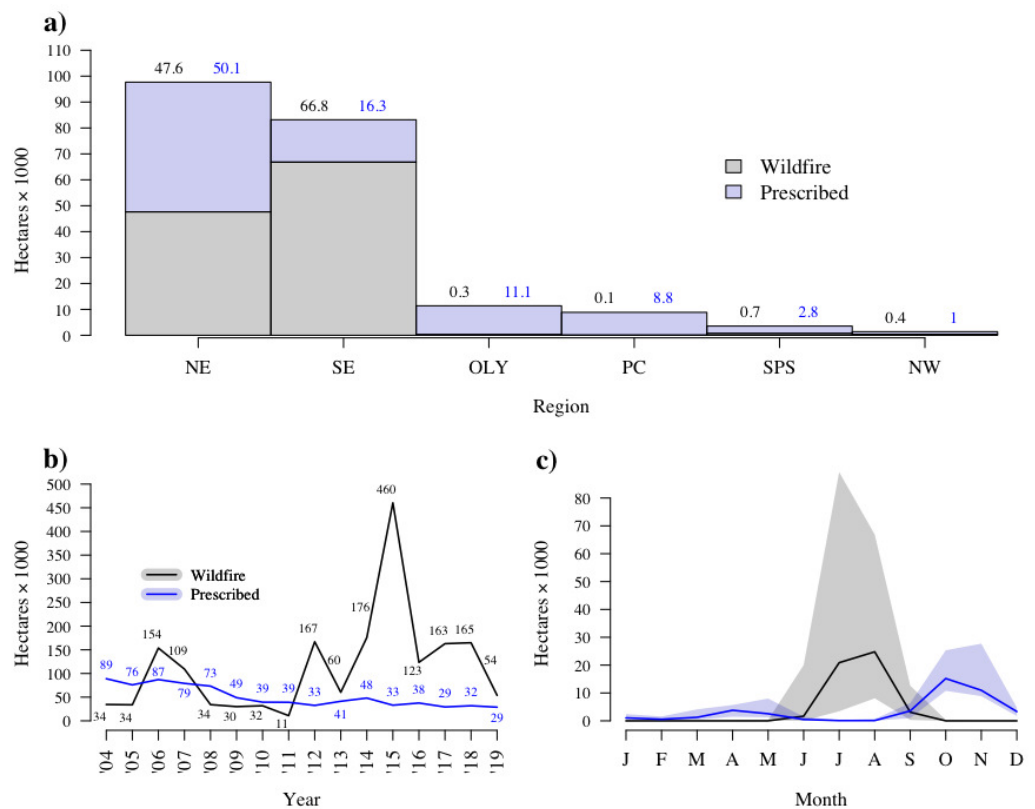 a)
110
100
90
80
70
60
50
40
30
20
10
0
Hectares × 1000
47.6 50.1
66.8 16.3
0.3 11.1
0.1 8.8
0.7 2.8
0.4 1
Wildfire
Prescribed
NE SE OLY PC SPS NW
Region
b)
500
450
400
350
300
250
200
150
100
50
0
Hectares × 1000
Wildfire
Prescribed
34 34 154 109 34 30 32 11 167 60 176 460 123 163 165 54
89 76 87 79 73 49 39 39 33 41 48 33 38 29 32 29
'04 '05 '06 '07 '08 '09 '10 '11 '12 '13 '14 '15 '16 '17 '18 '19
Year
c)
80
70
60
50
40
30
20
10
0
Hectares × 1000
J F M A M J J A S O N D
Month